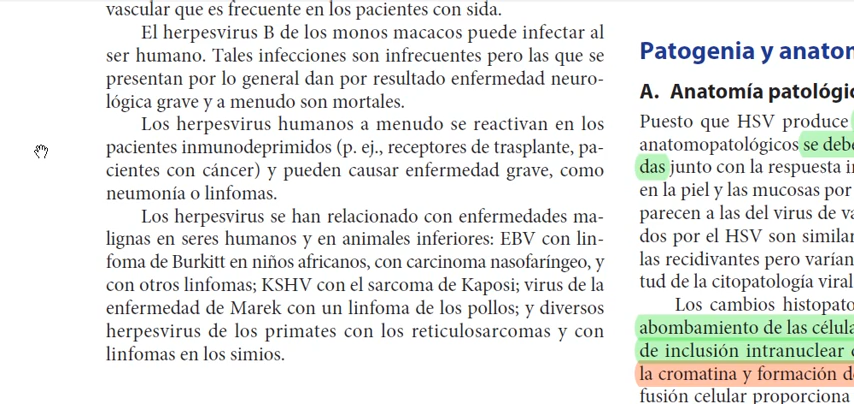 vascular que es frecuente en los pacientes con sida.
El herpesvirus B de los monos macacos puede infectar al
ser humano. Tales infecciones son infrecuentes pero las que se
presentan por lo general dan por resultado enfermedad neuro-
lógica grave y a menudo son mortales.
Los herpesvirus humanos a menudo se reactivan en los
pacientes inmunodeprimidos (p. ej., receptores de trasplante, pa-
cientes con cáncer) y pueden causar enfermedad grave, como
neumonía o linfomas.
Los herpesvirus se han relacionado con enfermedades ma-
lignas en seres humanos y en animales inferiores: EBV con lin-
foma de Burkitt en niños africanos, con carcinoma nasofaríngeo, y
con otros linfomas; KSHV con el sarcoma de Kaposi; virus de la
enfermedad de Marek con un linfoma de los pollos; y diversos
herpesvirus de los primates con los reticulosarcomas y con
linfomas en los simios.
Patogenia y anato
A. Anatomía patológic
Puesto que HSV produce
anatomopatológicos se debe
das junto con la respuesta i
en la piel y las mucosas por
parecen a las del virus de va
dos por el HSV son similar
las recidivantes pero varían
tud de la citopatología viral
Los cambios histopato
abombamiento de las célula
de inclusión intranuclear
la cromatina y formación d
fusión celular proporciona